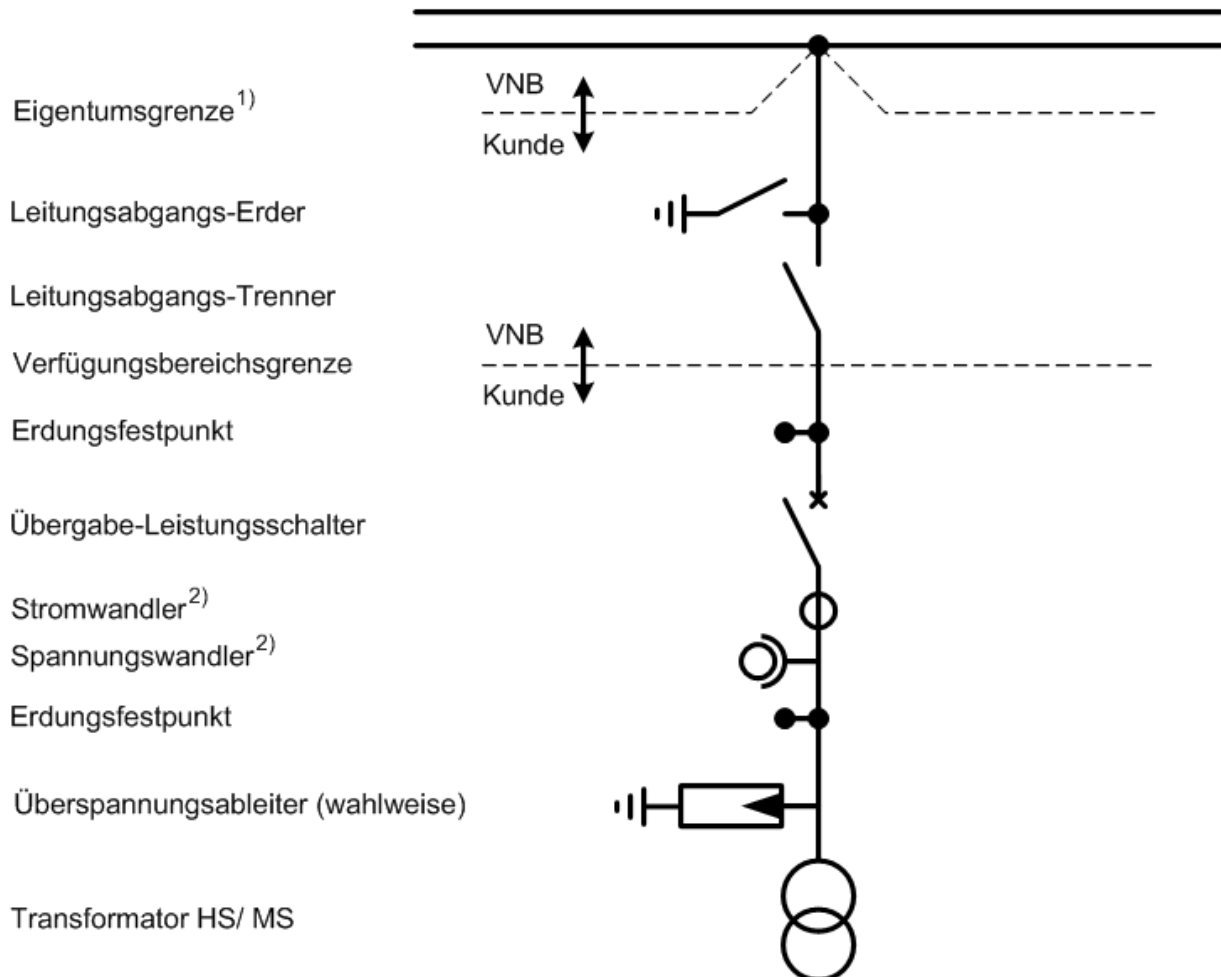 VNB
Eigentumsgrenze1)
Kunde
Leitungsabgangs-Erder
Leitungsabgangs-Trenner
VNB
Verfügungsbereichsgrenze
Kunde
Erdungsfestpunkt
Übergabe-Leistungsschalter
Stromwandler2)
Spannungswandler2)
Erdungsfestpunkt
Überspannungsableiter (wahlweise)
Transformator HS/ MS